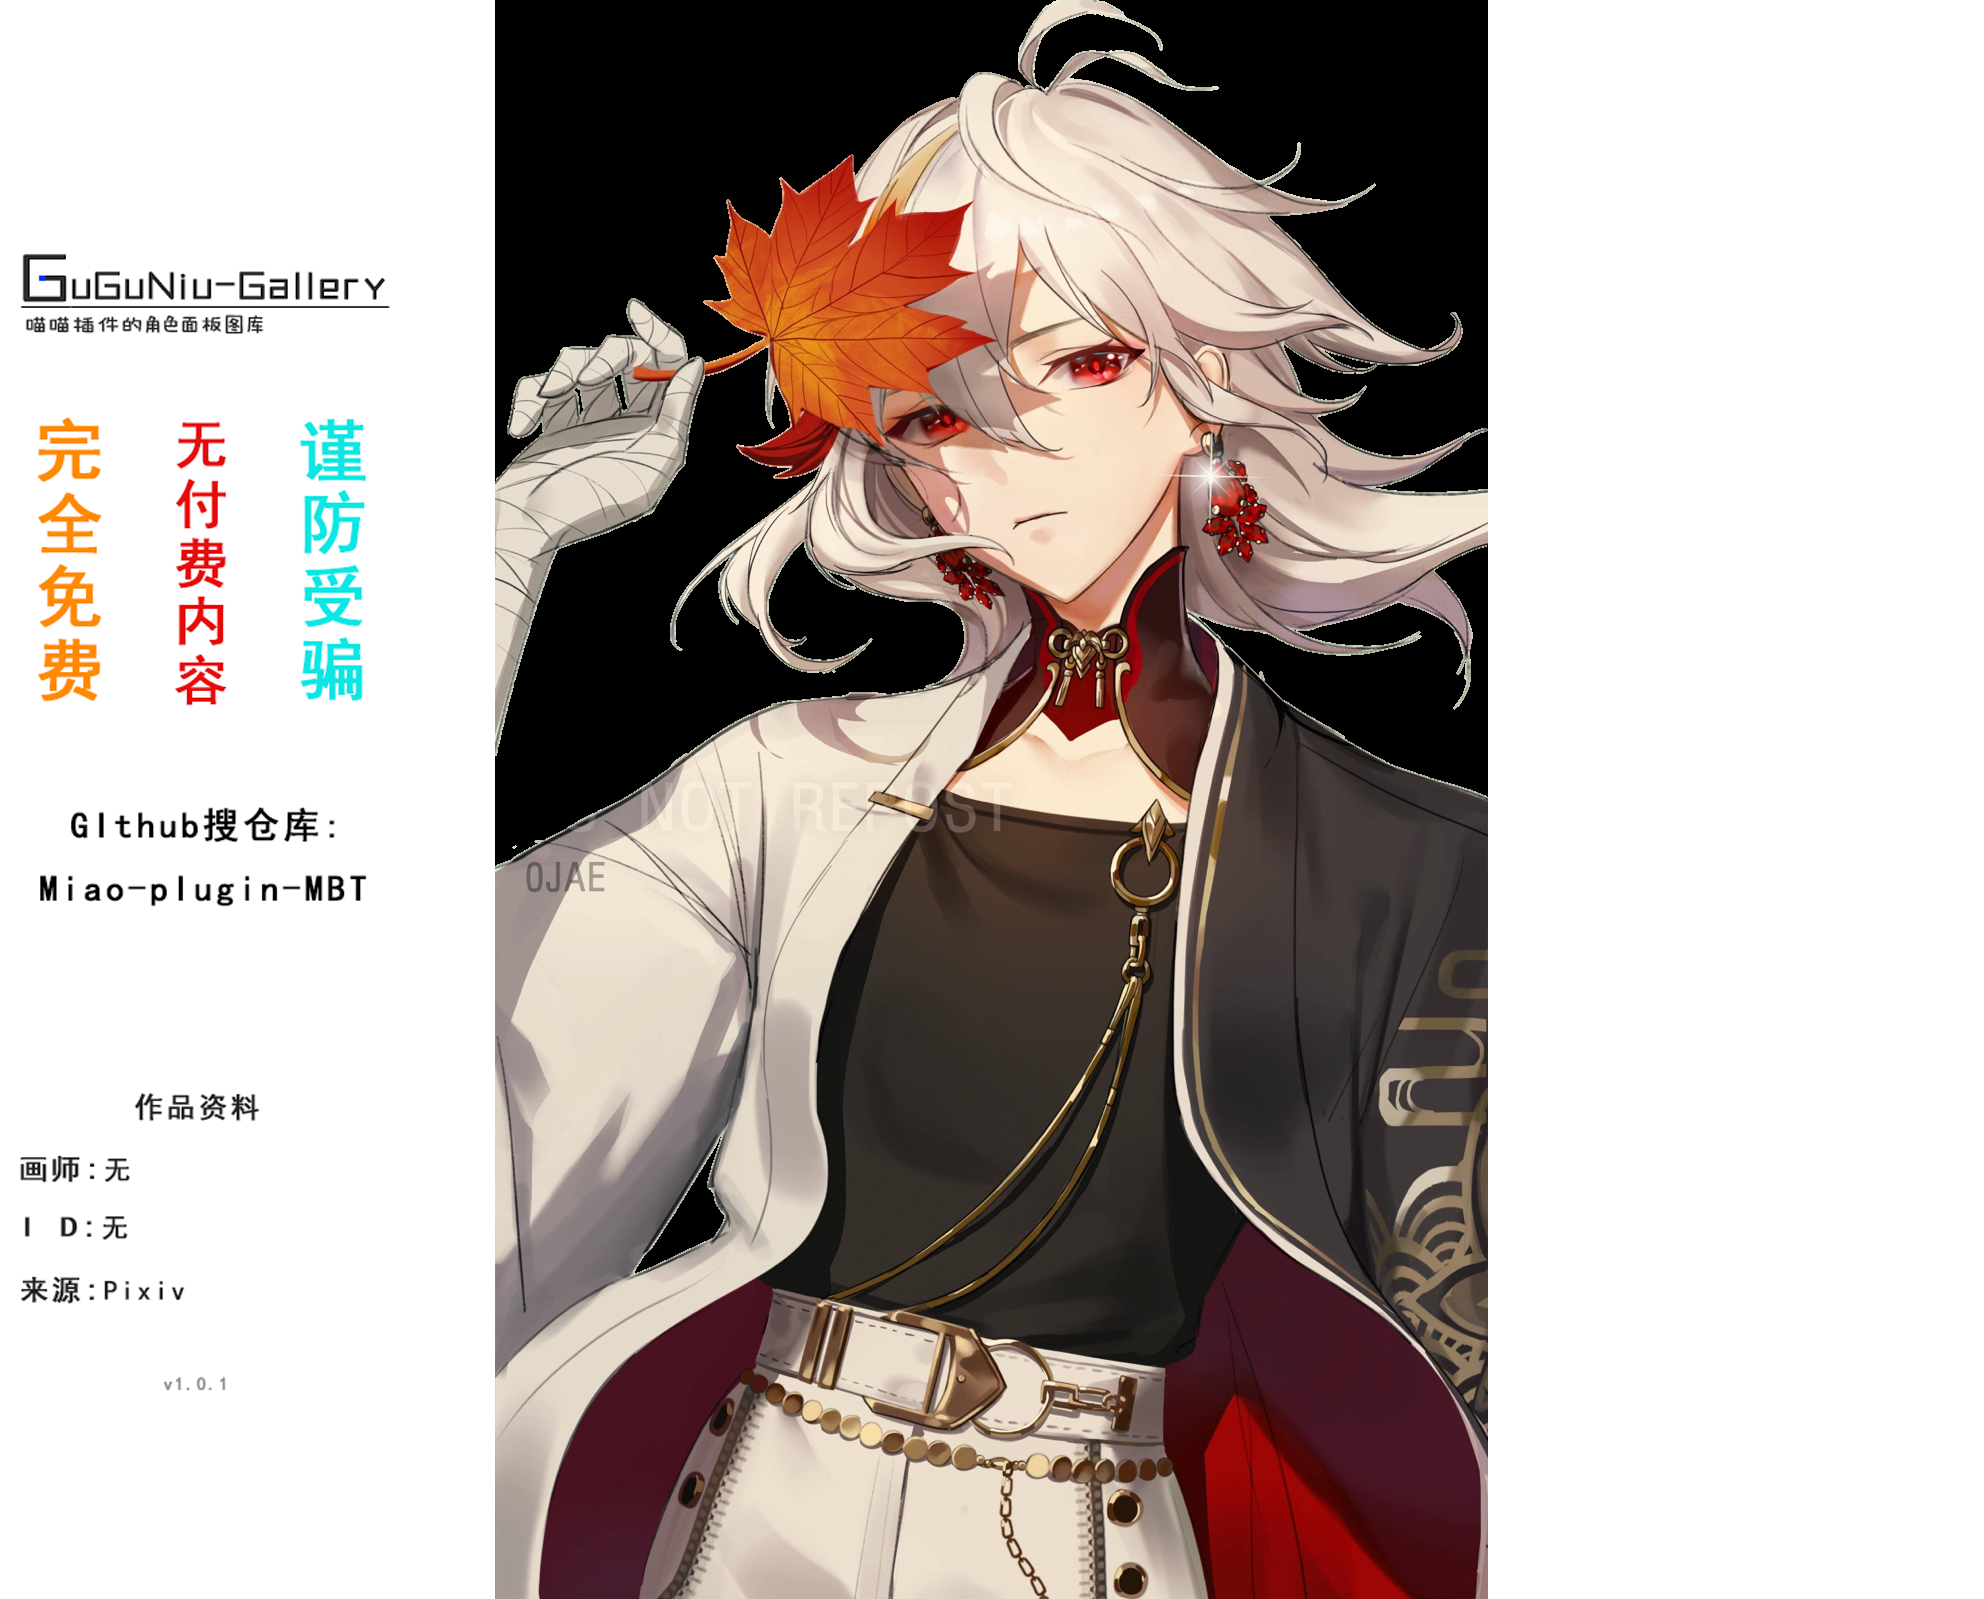 GuGuNiu-Gallery
喵喵插件的角色面板图库
完全免费
无付费内容
谨防受骗
GIthub搜仓库:
Miao-plugin-MBT
作品资料
画师:无
I D:无
来源:Pixiv
v1.0.1
NOT REPOST
OJAE